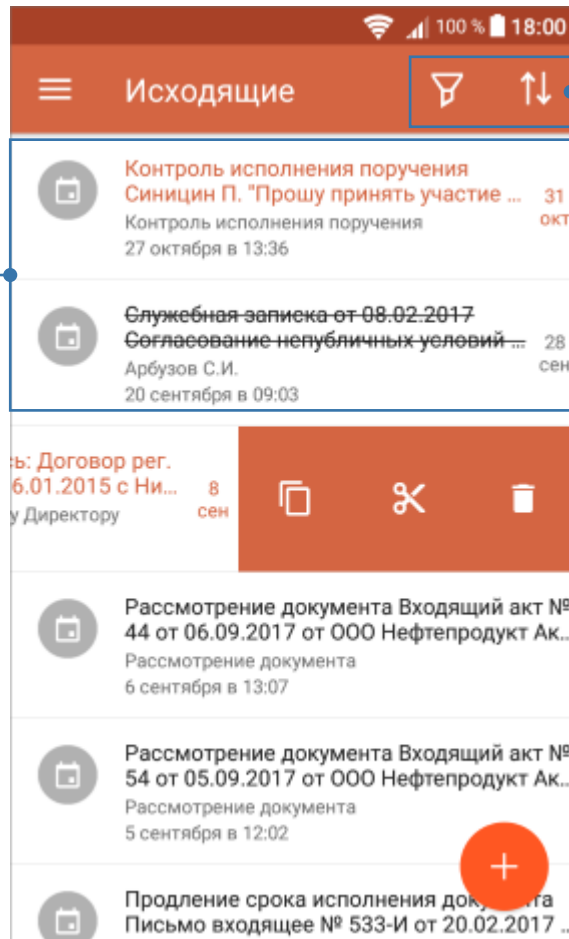 100 % 18:00
Исходящие
Контроль исполнения поручения
Синицин П. "Прошу принять участие ...
31
окт
Контроль исполнения поручения
27 октября в 13:36
Служебная записка от 08.02.2017
Согласование непубличных условий ...
28
сен
Арбузов С.И.
20 сентября в 09:03
ь: Договор рег.
6.01.2015 с Ни...
8
сен
у Директору
Рассмотрение документа Входящий акт №
44 от 06.09.2017 от ООО Нефтепродукт Ак...
Рассмотрение документа
6 сентября в 13:07
Рассмотрение документа Входящий акт №
54 от 05.09.2017 от ООО Нефтепродукт Ак...
Рассмотрение документа
5 сентября в 12:02
Продление срока исполнения док та
Письмо входящее № 533-И от 20.02.2017 ...